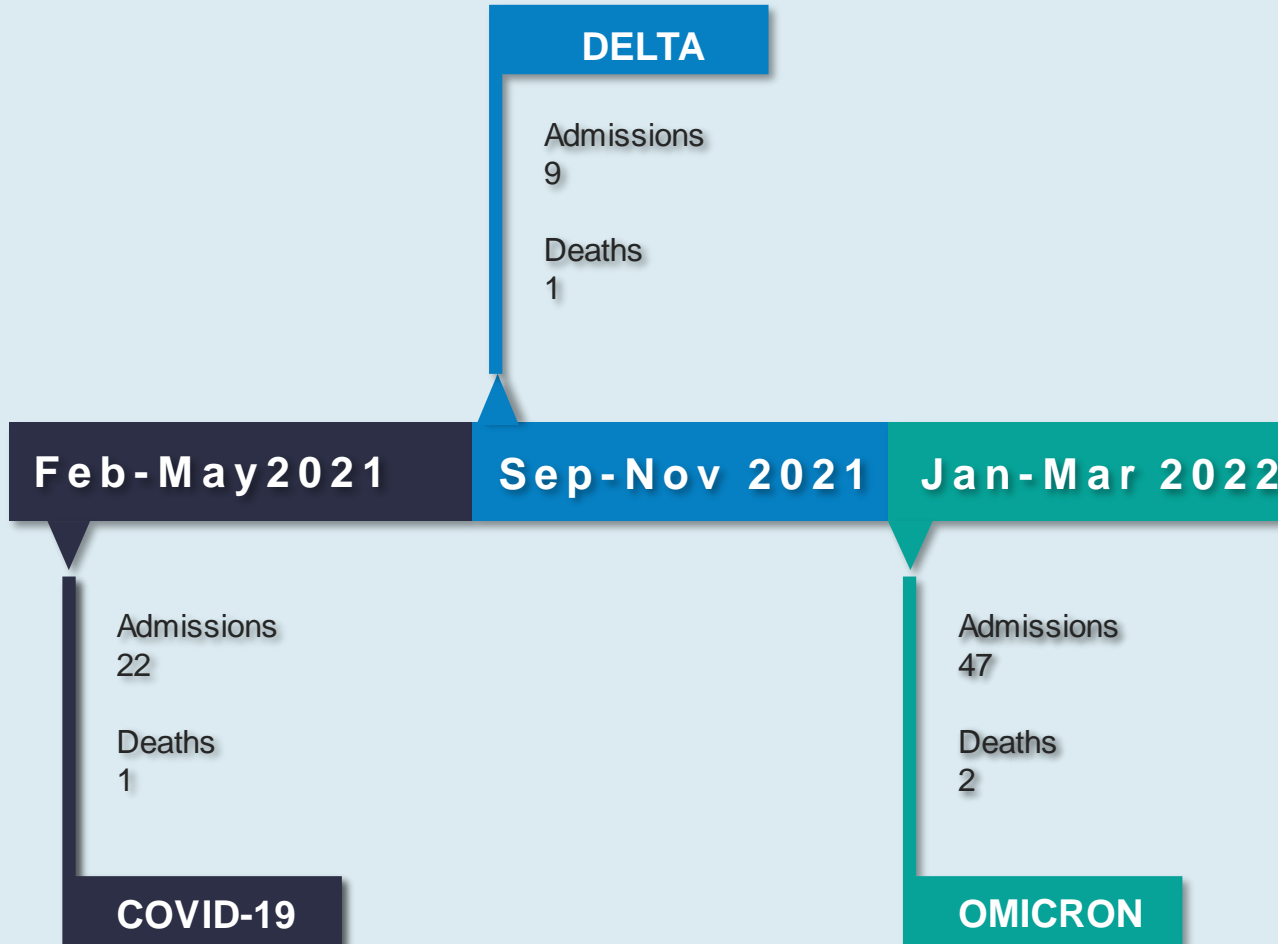 DELTA
Admissions
9
Deaths
1
Feb-May2021
Sep-Nov 2021
Jan-Mar 2022
Admissions
22
Deaths
1
COVID-19
Admissions
47
Deaths
2
OMICRON